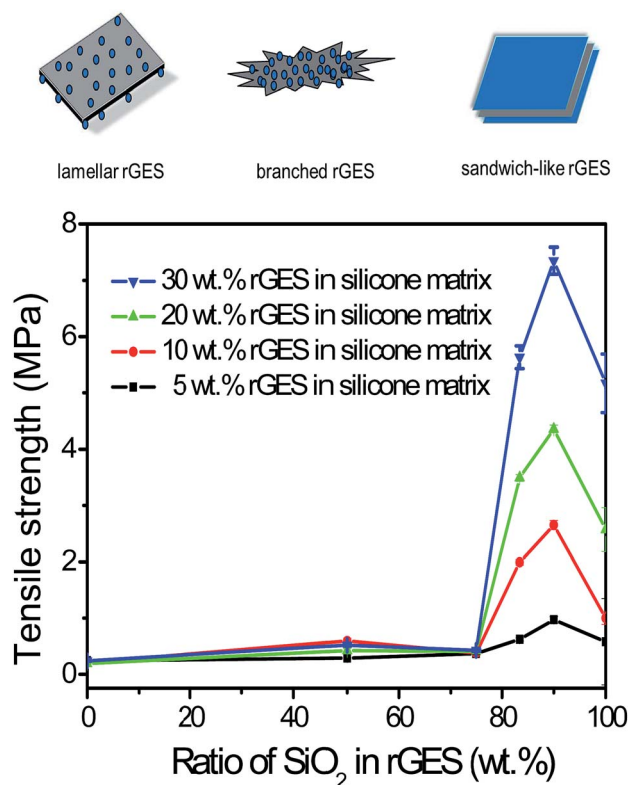 lamellar rGES branched rGES sandwich-like rGES
8
30 wt.% rGES in silicone matrix
20 wt.% rGES in silicone matrix
10 wt.% rGES in silicone matrix
5 wt.% rGES in silicone matrix
6
4
2
0
Tensile strength (MPa)
0 20 40 60 80 100
Ratio of SiO₂ in rGES (wt.%)